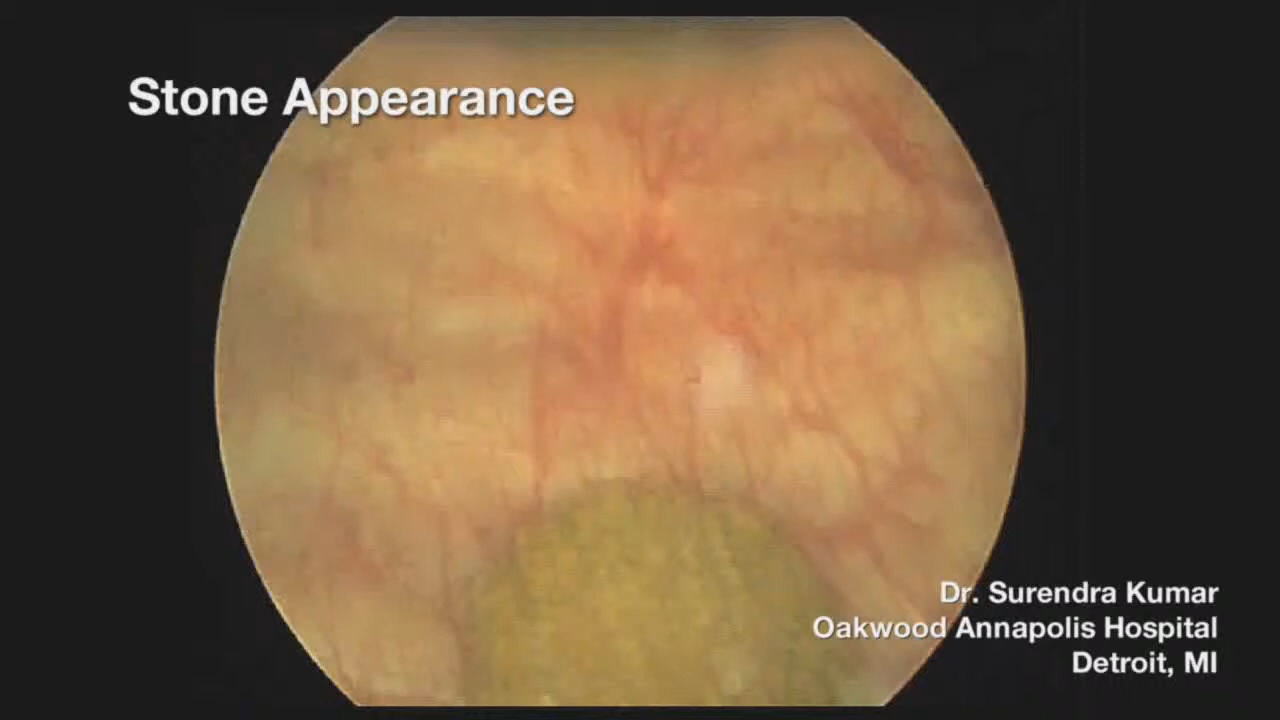 Stone Appearance
Dr. Surendra Kumar
Oakwood Annapolis Hospital
Detroit, MI